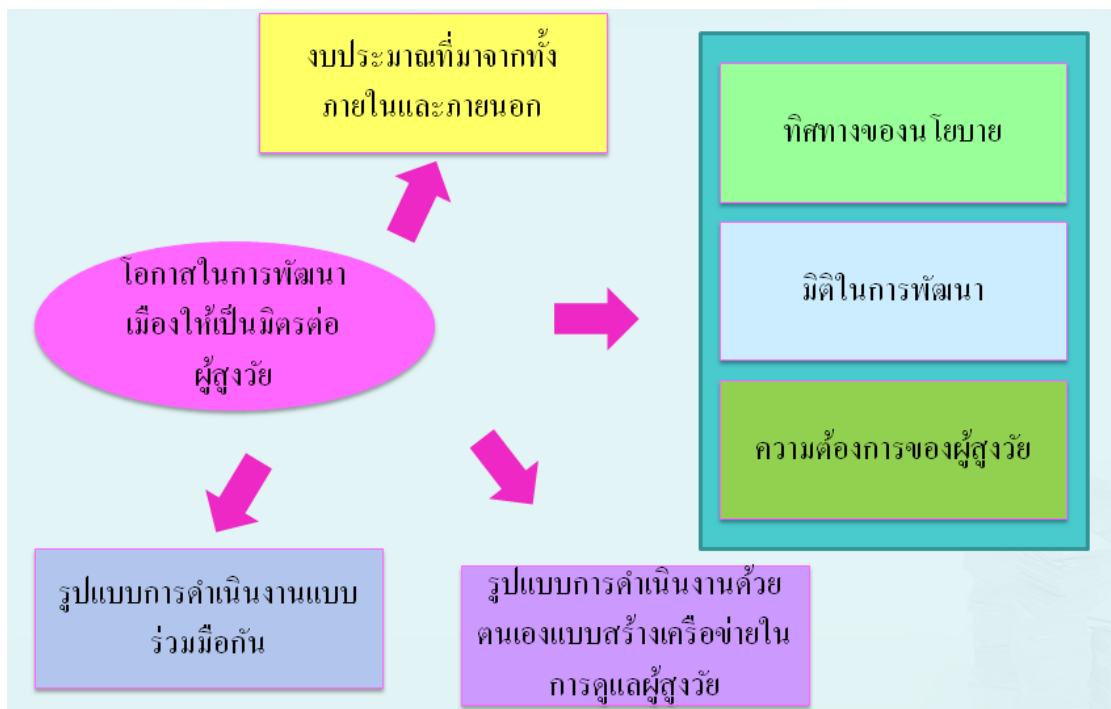 งบประมาณที่มาจากทั้ง
ภายในและภายนอก
ทิศทางของนโยบาย
โอกาสในการพัฒนา
เมืองให้เป็นมิตรต่อ
ผู้สูงวัย
มิติในการพัฒนา
ความต้องการของผู้สูงวัย
รูปแบบการดำเนินงานแบบ
ร่วมมือกัน
รูปแบบการดำเนินงานด้วย
ตนเองแบบสร้างเครือข่ายใน
การดูแลผู้สูงวัย